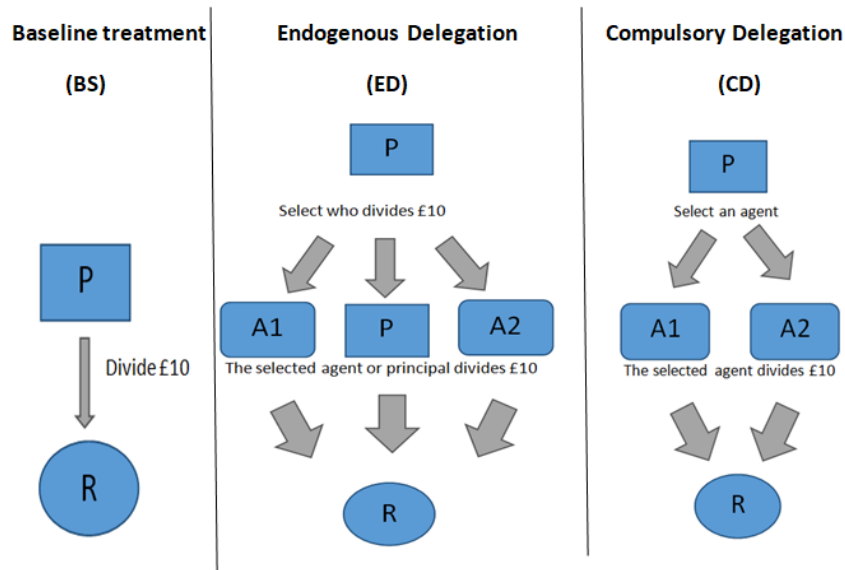 Baseline treatment
(BS)
P
Divide £10
R
Endogenous Delegation
(ED)
P
Select who divides £10
A1 P A2
The selected agent or principal divides £10
R
Compulsory Delegation
(CD)
P
Select an agent
A1 A2
The selected agent divides £10
R